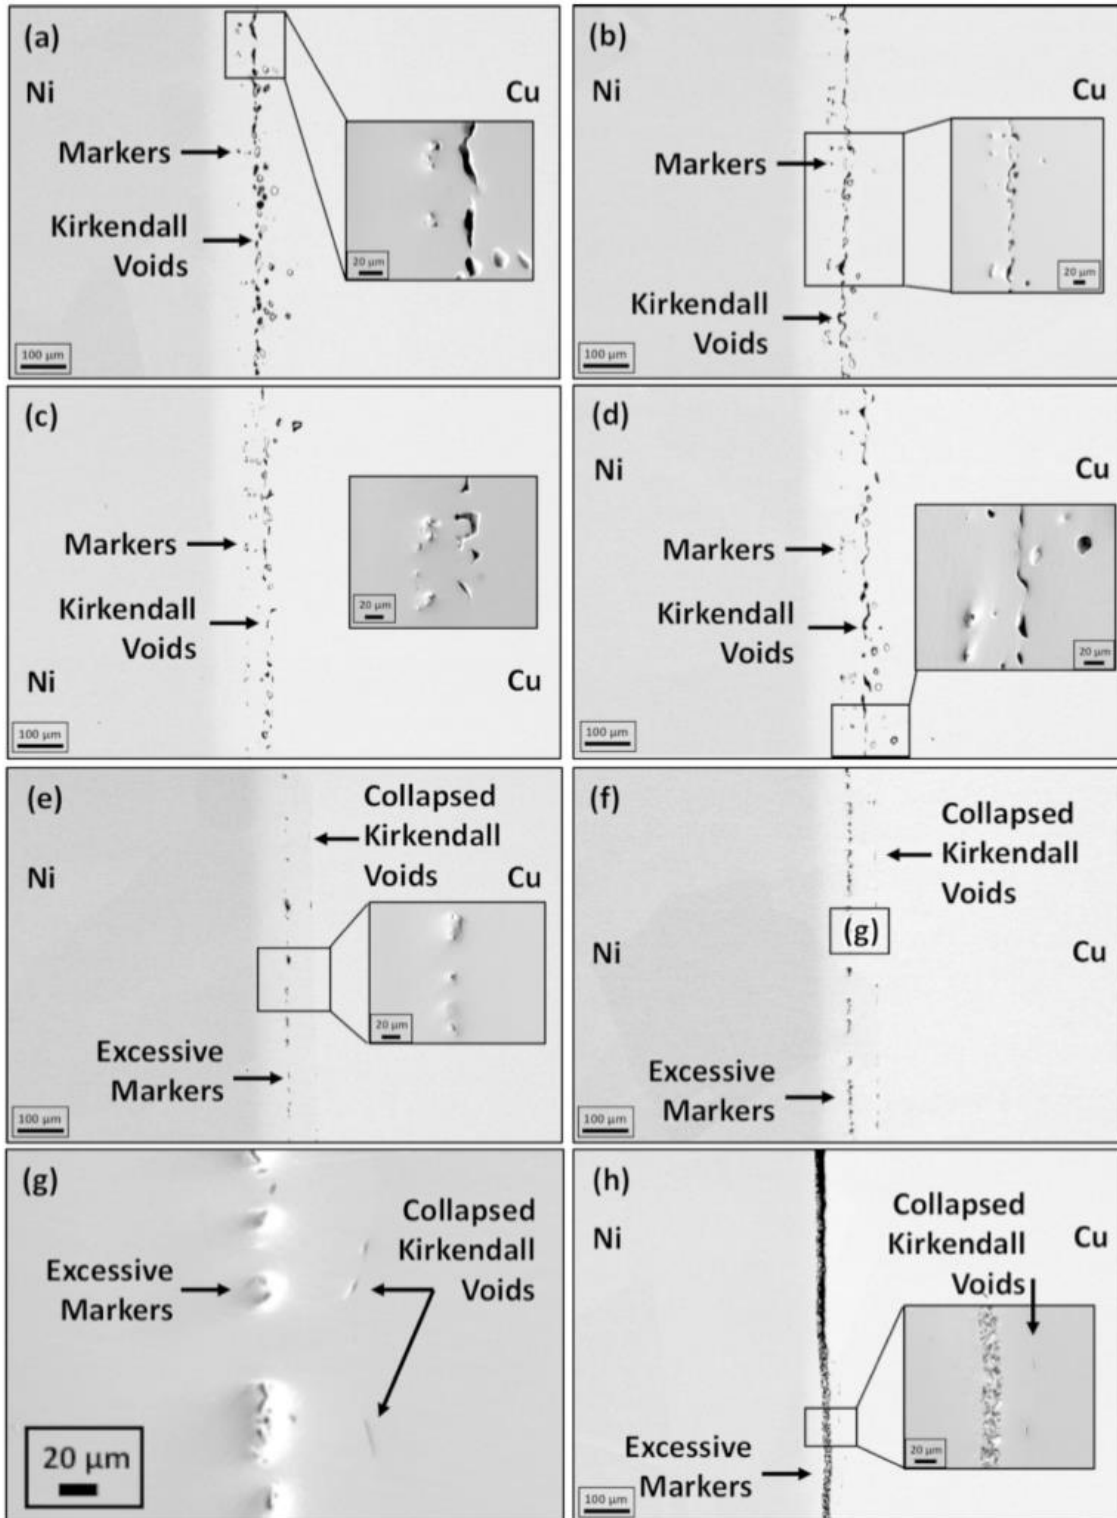 (a)
Ni
Cu
Markers
Kirkendall
Voids
20 µm
100 µm
(b)
Ni
Cu
Markers
Kirkendall
Voids
20 µm
100 µm
(c)
Markers
Kirkendall
Voids
Ni
Cu
20 µm
100 µm
(d)
Ni
Cu
Markers
Kirkendall
Voids
20 µm
100 µm
(e)
Collapsed
Kirkendall
Voids
Ni
Cu
20 µm
Excessive
Markers
100 µm
(f)
Collapsed
Kirkendall
Voids
(g)
Ni
Cu
Excessive
Markers
100 µm
(g)
Collapsed
Kirkendall
Voids
Excessive
Markers
20 µm
(h)
Collapsed
Kirkendall
Voids
Ni
Cu
Excessive
Markers
20 µm
100 µm